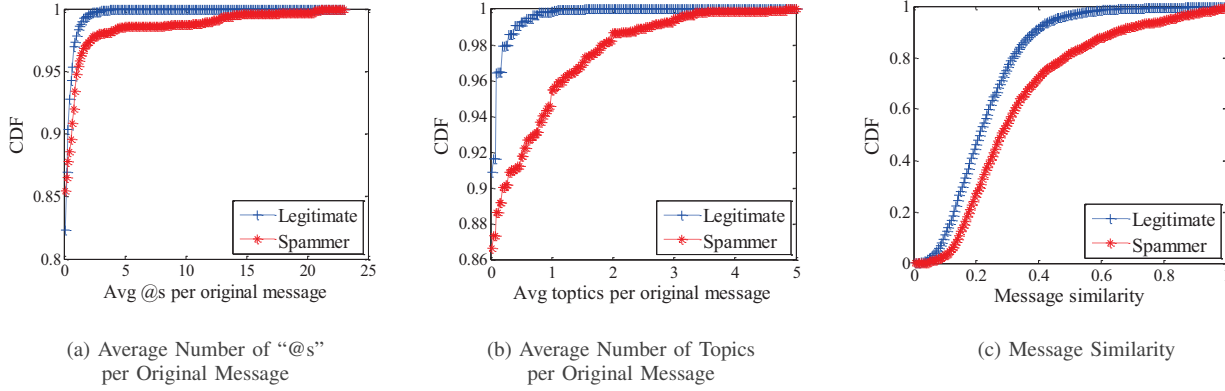 1
0.95
0.9
0.85
0.8
CDF
0 5 10 15 20 25
Avg @s per original message
Legitimate
Spammer
(a) Average Number of “@s”
per Original Message
1
0.98
0.96
0.94
0.92
0.9
0.88
0.86
CDF
0 1 2 3 4 5
Avg toptics per original message
Legitimate
Spammer
(b) Average Number of Topics
per Original Message
1
0.8
0.6
0.4
0.2
0
CDF
0.2 0.4 0.6 0.8 1
Message similarity
Legitimate
Spammer
(c) Message Similarity